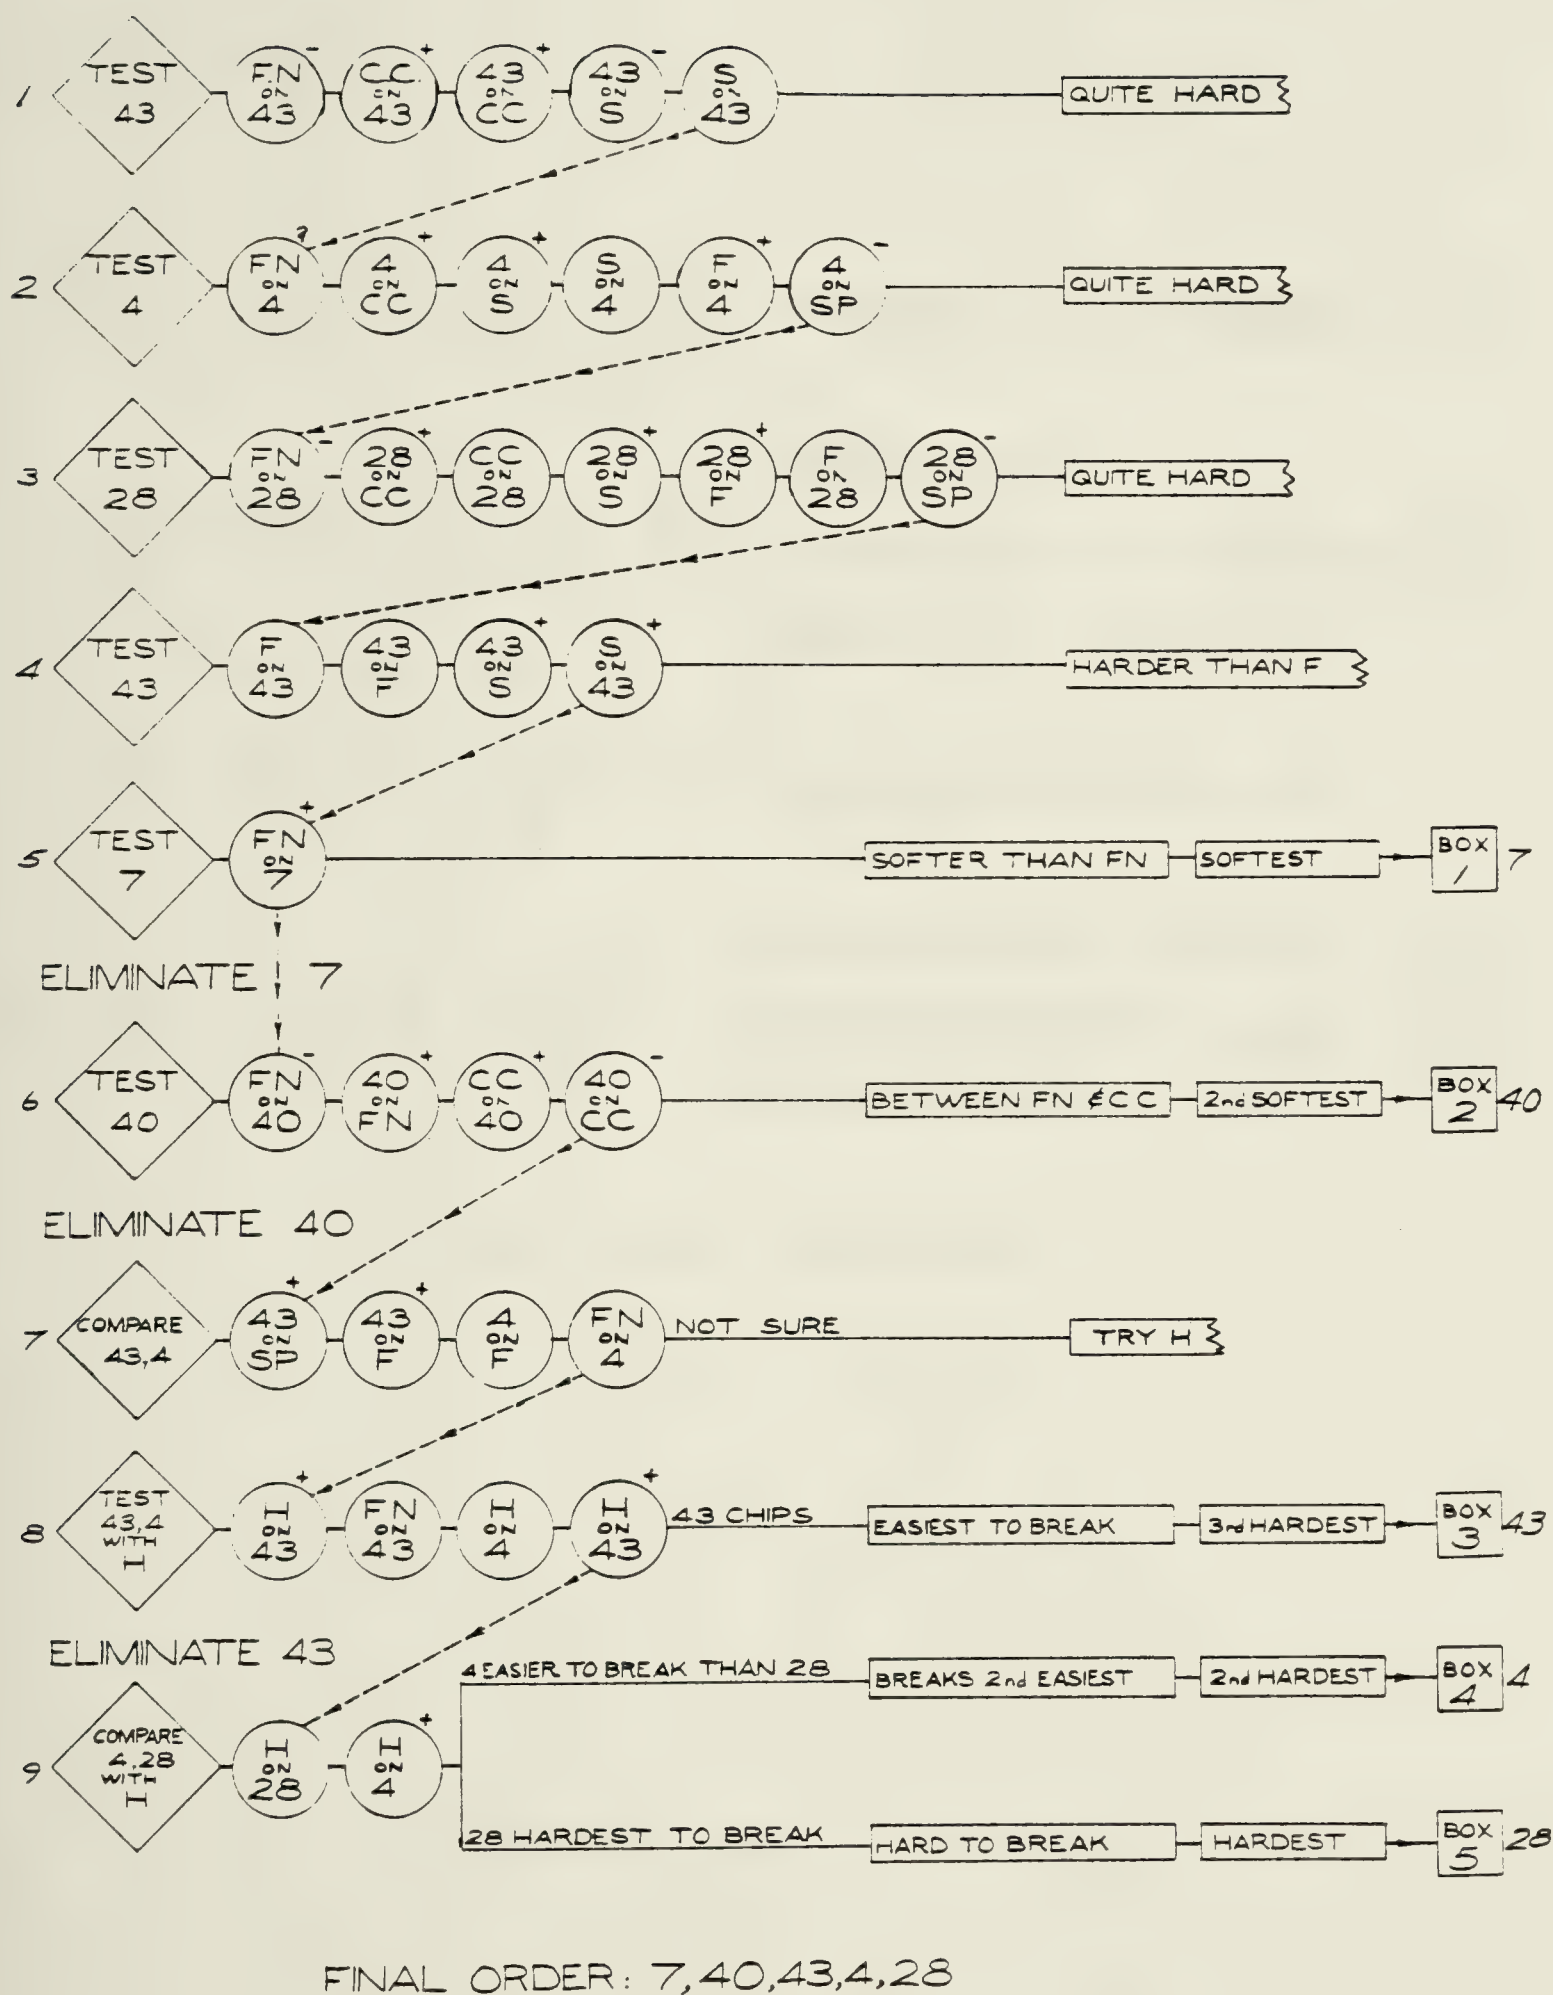 1
TEST
43
FN
on
43
-
CC
on
43
+
43
on
CC
+
43
on
S
-
S
on
43
QUITE HARD
2
TEST
4
FN
on
4
?
4
on
CC
+
4
on
S
+
S
on
4
F
on
4
+
4
on
SP
-
QUITE HARD
3
TEST
28
FN
on
28
-
28
on
CC
+
CC
on
28
28
on
S
+
28
on
F
+
F
on
28
28
on
SP
-
QUITE HARD
4
TEST
43
F
on
43
43
on
F
43
on
S
+
S
on
43
+
HARDER THAN F
5
TEST
7
FN
on
7
+
SOFTER THAN FN
SOFTEST
BOX
1
7
ELIMINATE 7
6
TEST
40
FN
on
40
-
40
on
FN
+
CC
on
40
+
40
on
CC
-
BETWEEN FN & CC
2nd SOFTEST
BOX
2
40
ELIMINATE 40
7
COMPARE
43,4
43
on
SP
+
43
on
F
+
4
on
F
FN
on
4
NOT SURE
TRY H
8
TEST
43,4
WITH
H
H
on
43
+
FN
on
43
H
on
4
H
on
43
+
43 CHIPS
EASIEST TO BREAK
3rd HARDEST
BOX
3
43
ELIMINATE 43
9
COMPARE
4,28
WITH
H
H
on
28
H
on
4
+
4 EASIER TO BREAK THAN 28
BREAKS 2nd EASIEST
2nd HARDEST
BOX
4
4
28 HARDEST TO BREAK
HARD TO BREAK
HARDEST
BOX
5
28
FINAL ORDER: 7,40,43,4,28